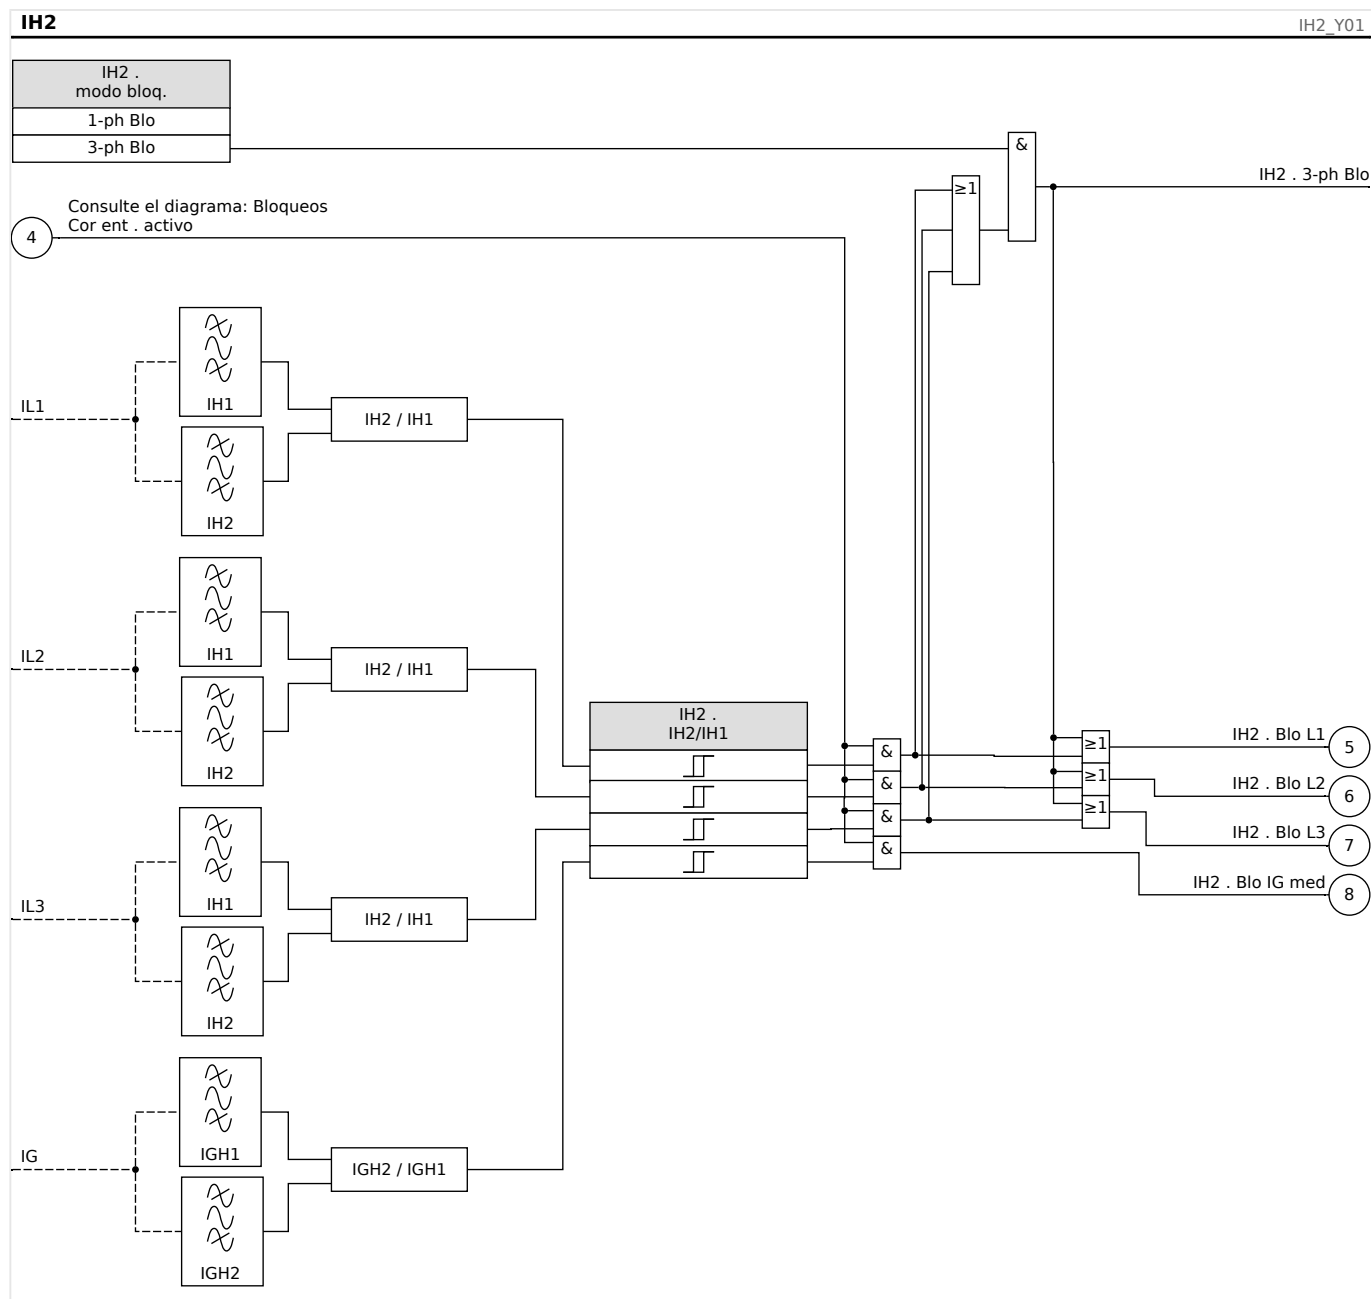 IH2
IH2_Y01
IH2 .
modo bloq.
1-ph Blo
3-ph Blo
&
≥1
IH2 . 3-ph Blo
Consulte el diagrama: Bloqueos
Cor ent . activo
4
IH1
IL1
IH2 / IH1
IH2
IH1
IL2
IH2 / IH1
IH2
IH2 .
IH2/IH1
&
&
&
&
≥1
≥1
≥1
IH2 . Blo L1
5
IH2 . Blo L2
6
IH2 . Blo L3
7
IH2 . Blo IG med
8
IH1
IL3
IH2 / IH1
IH2
IGH1
IG
IGH2 / IGH1
IGH2